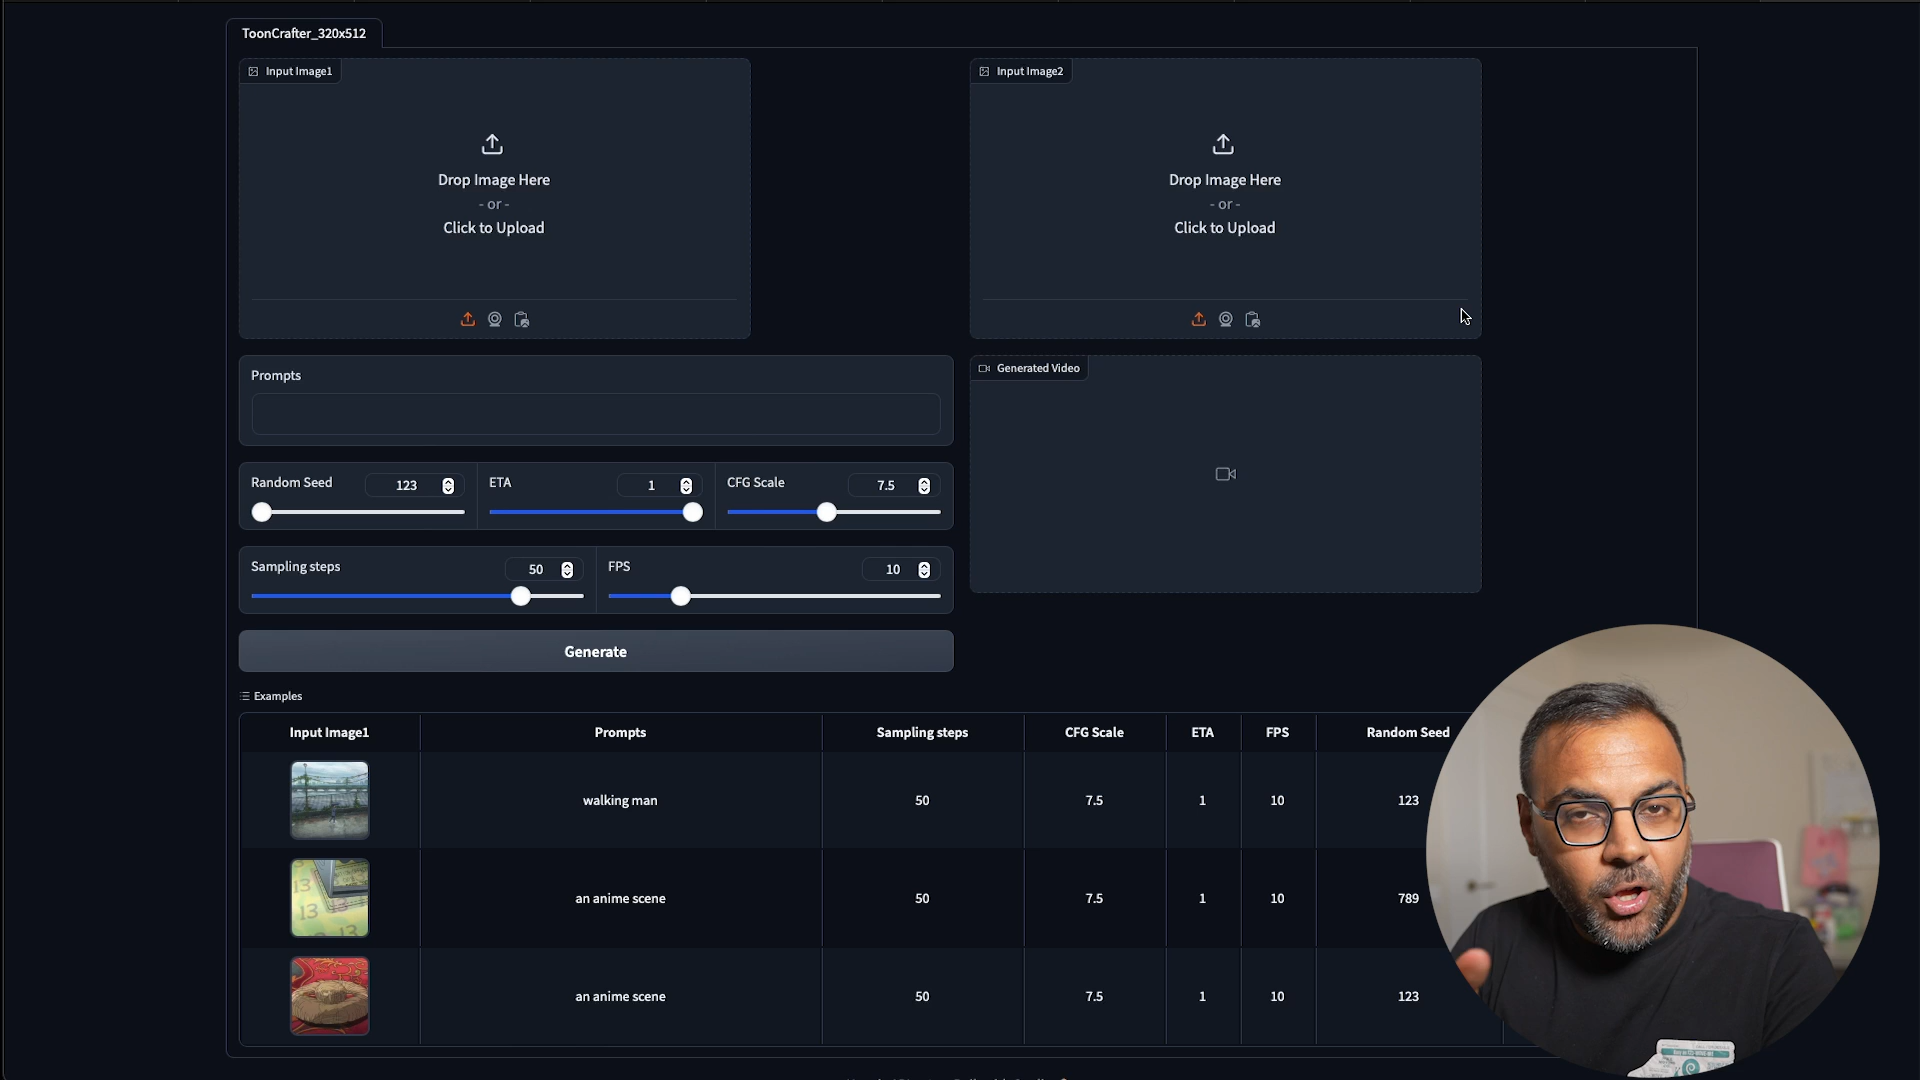 ToonCrafter_320x512
Input Image1
Input Image2
Drop Image Here
- or -
Click to Upload
Drop Image Here
- or -
Click to Upload
Prompts
Generated Video
Random Seed 123
ETA 1
CFG Scale 7.5
Sampling steps 50
FPS 10
Generate
Examples
Input Image1 Prompts Sampling steps CFG Scale ETA FPS Random Seed
walking man 50 7.5 1 10 123
13
13
13
an anime scene 50 7.5 1 10 789
an anime scene 50 7.5 1 10 123